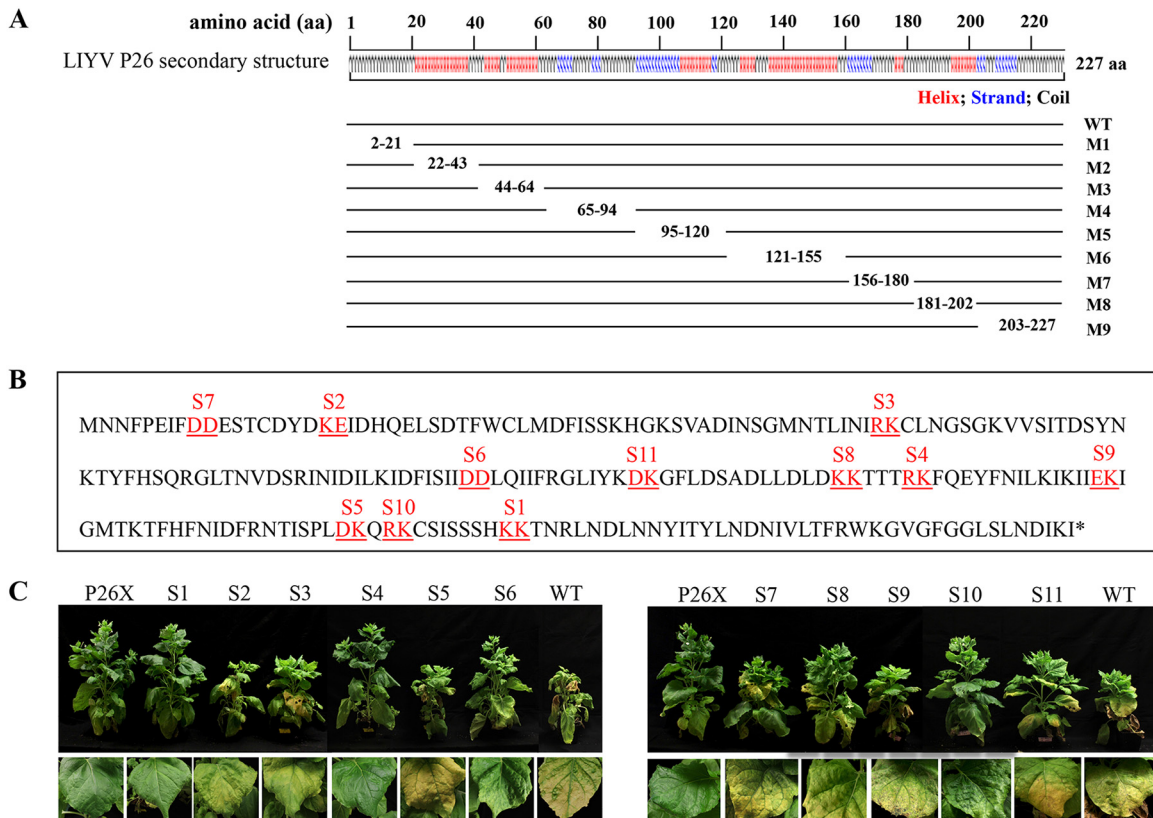 A
amino acid (aa) 1 20 40 60 80 100 120 140 160 180 200 220
LIYV P26 secondary structure 227 aa
Helix; Strand; Coil
WT
2-21 M1
22-43 M2
44-64 M3
65-94 M4
95-120 M5
121-155 M6
156-180 M7
181-202 M8
203-227 M9
B
S7 S2 S3
MNNFPEIFDDESTCDYDKEIDHQELSDTFWCLMDFISSKHGKSVADINSGMNTLINIRKCLNGSGKVVSITDSYN
S6 S11 S8 S4 S9
KTYFHSQRGLTNVDSRINIDILKIDFISIIDDLQIIFRGLIYKDKGFLDSADLLDLDKKTTTRKFQEYFNILKIKIIEKI
S5 S10 S1
GMTKTFHFNIDFRNTISPLDKQRKCSISSSHKKTNRLNDLNNYITYLNDNIVLTFRWKGVGFGGLSLNDIKI*
C
P26X S1 S2 S3 S4 S5 S6 WT
P26X S7 S8 S9 S10 S11 WT